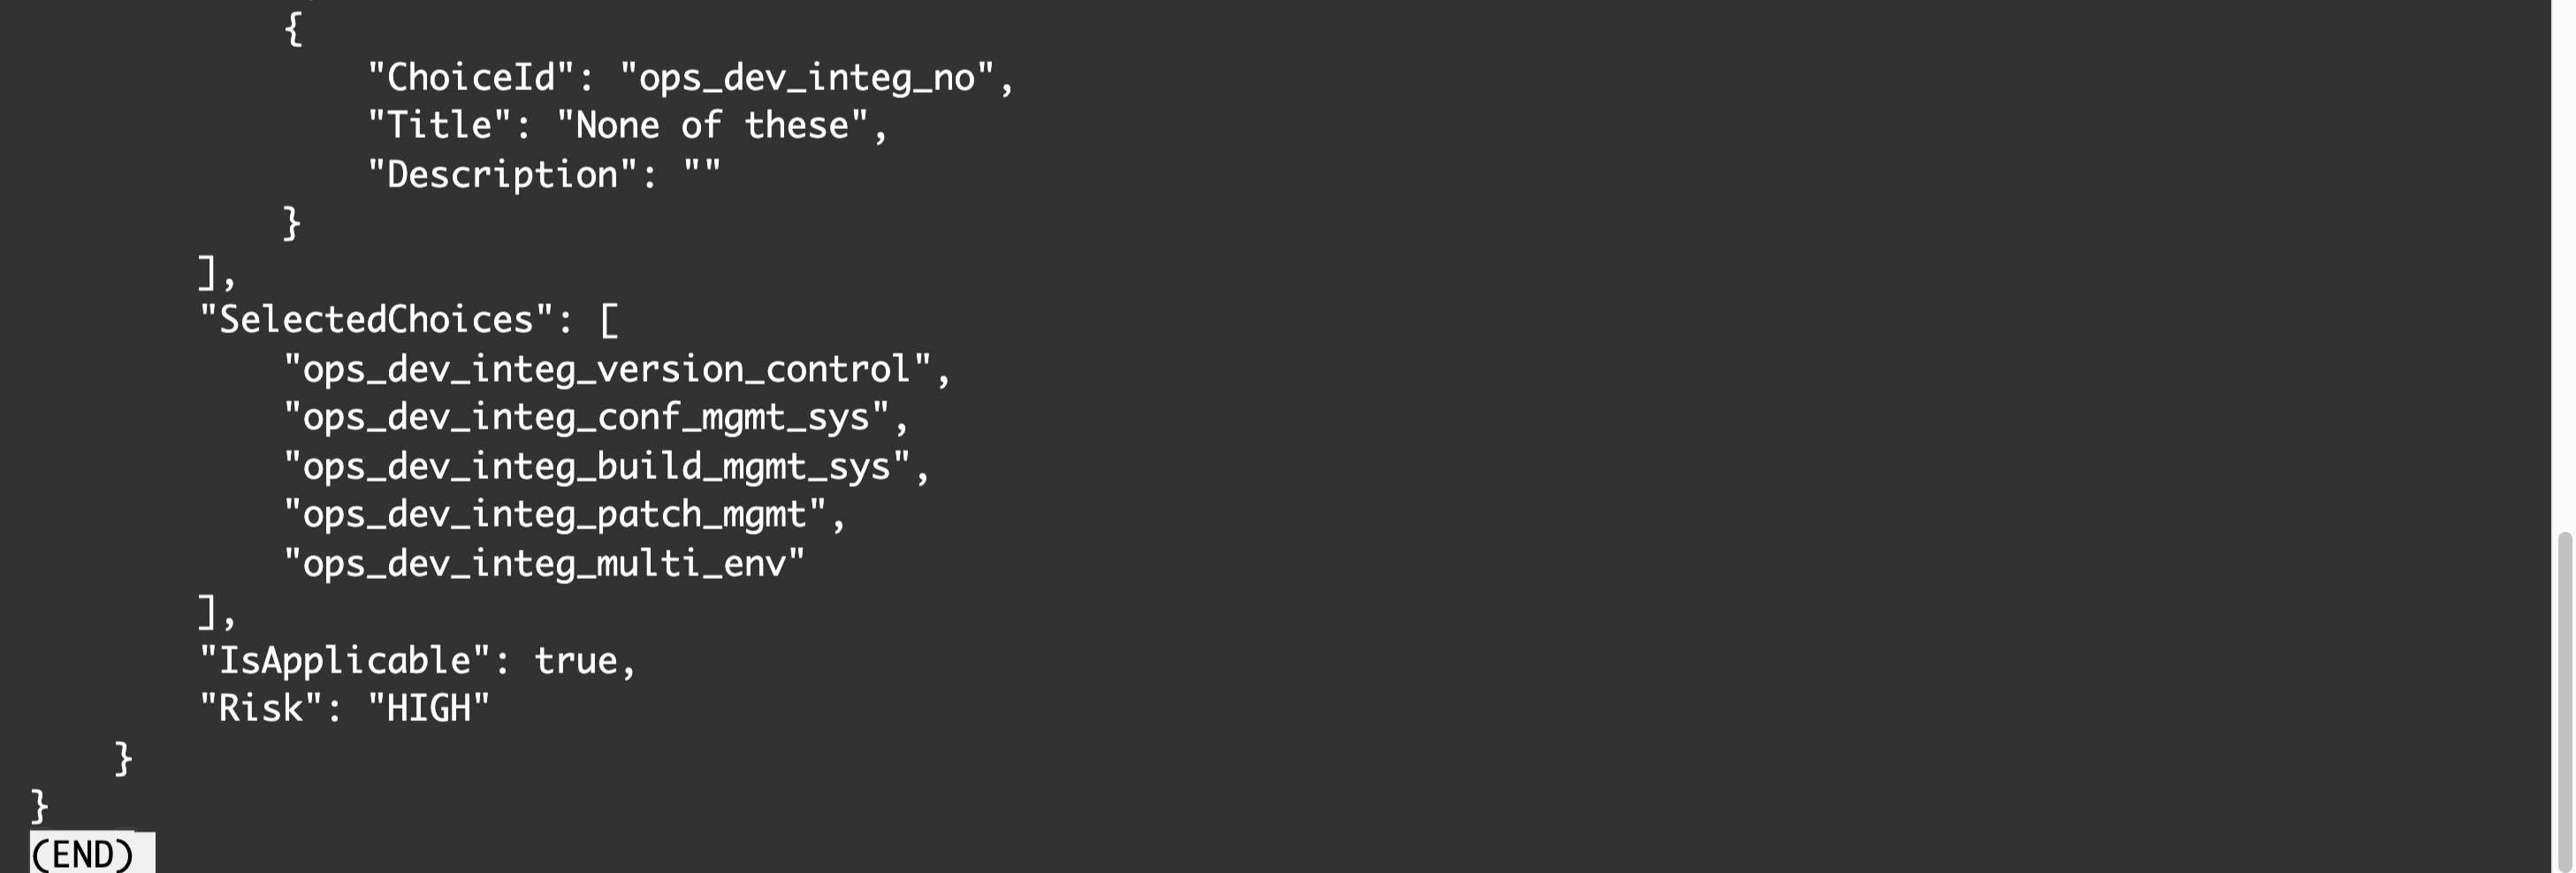 {
"ChoiceId": "ops_dev_integ_no",
"Title": "None of these",
"Description": ""
}
],
"SelectedChoices": [
"ops_dev_integ_version_control",
"ops_dev_integ_conf_mgmt_sys",
"ops_dev_integ_build_mgmt_sys",
"ops_dev_integ_patch_mgmt",
"ops_dev_integ_multi_env"
],
"IsApplicable": true,
"Risk": "HIGH"
}
}
(END)